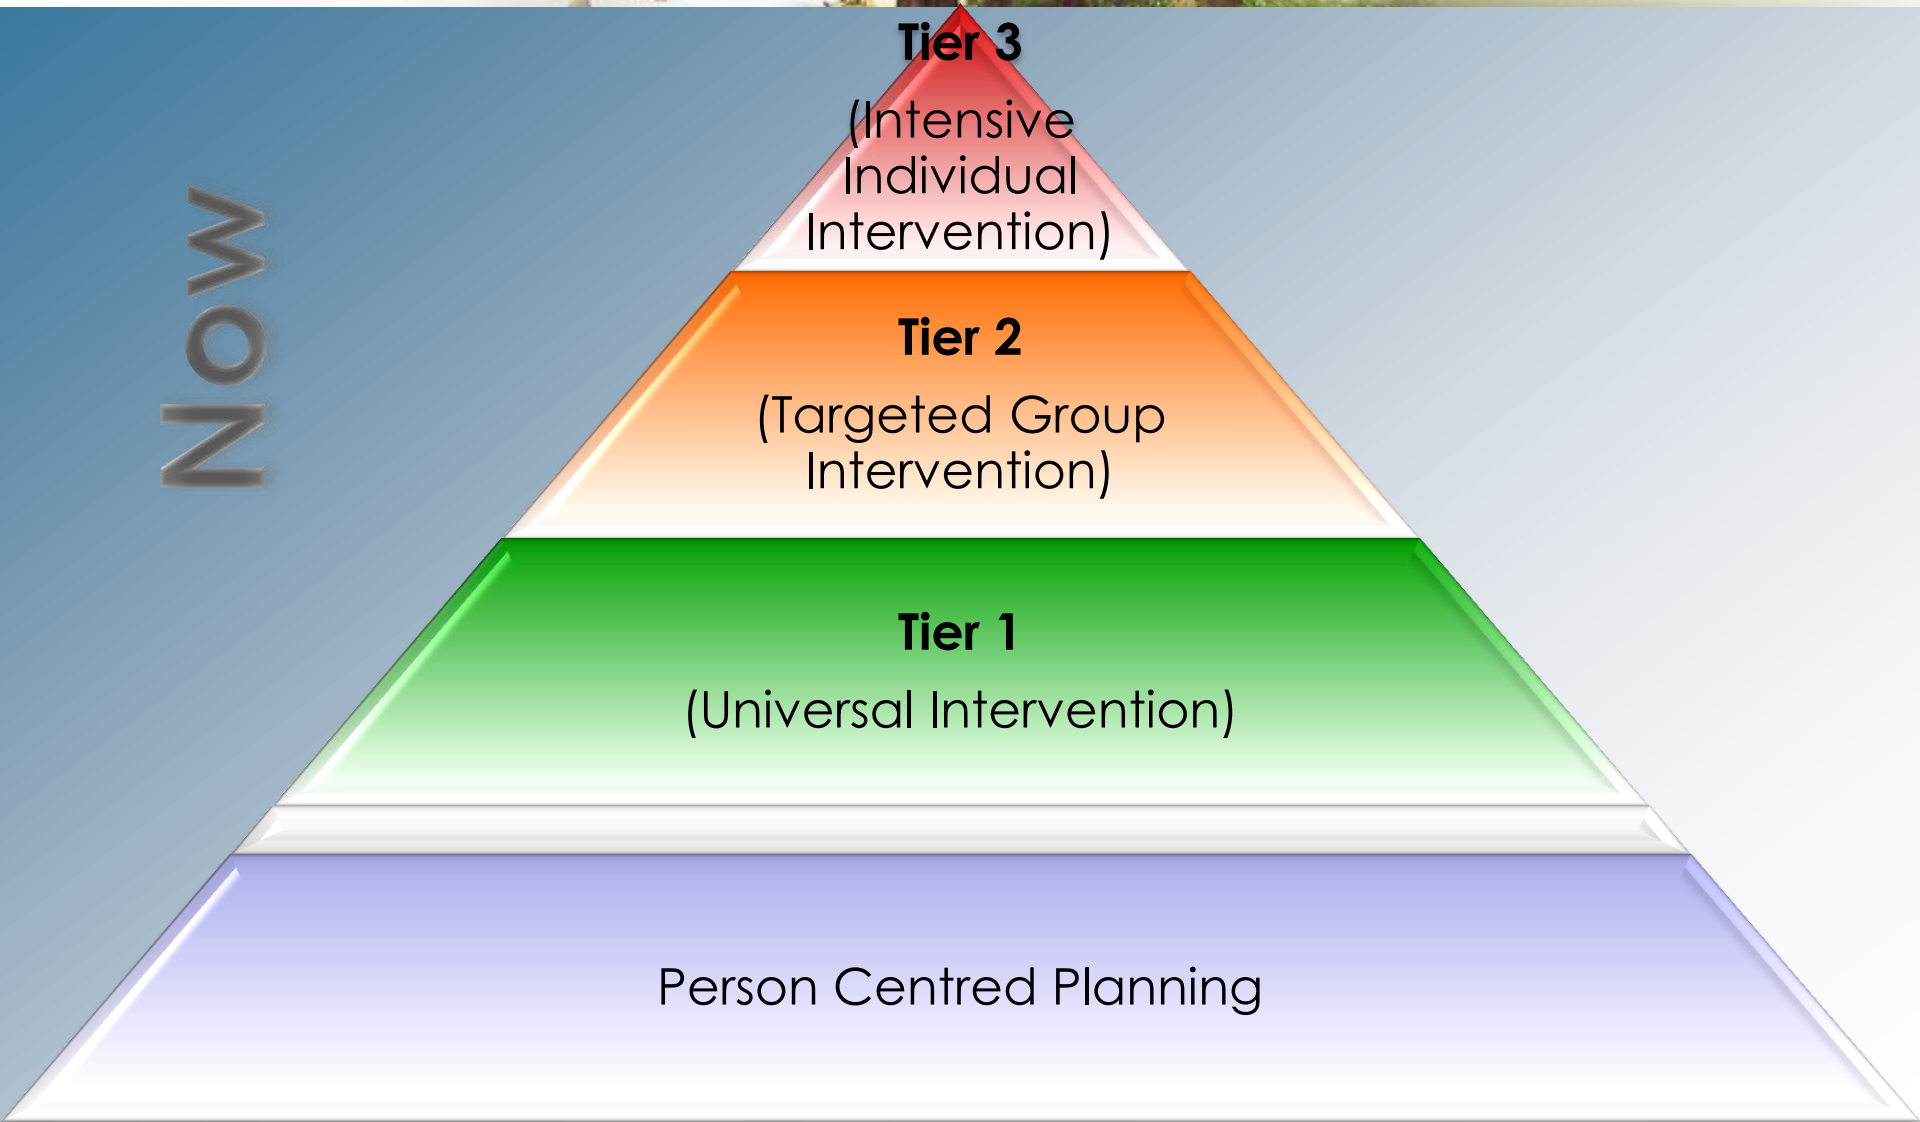 Now
Tier 3
(Intensive
Individual
Intervention)
Tier 2
(Targeted Group
Intervention)
Tier 1
(Universal Intervention)
Person Centred Planning